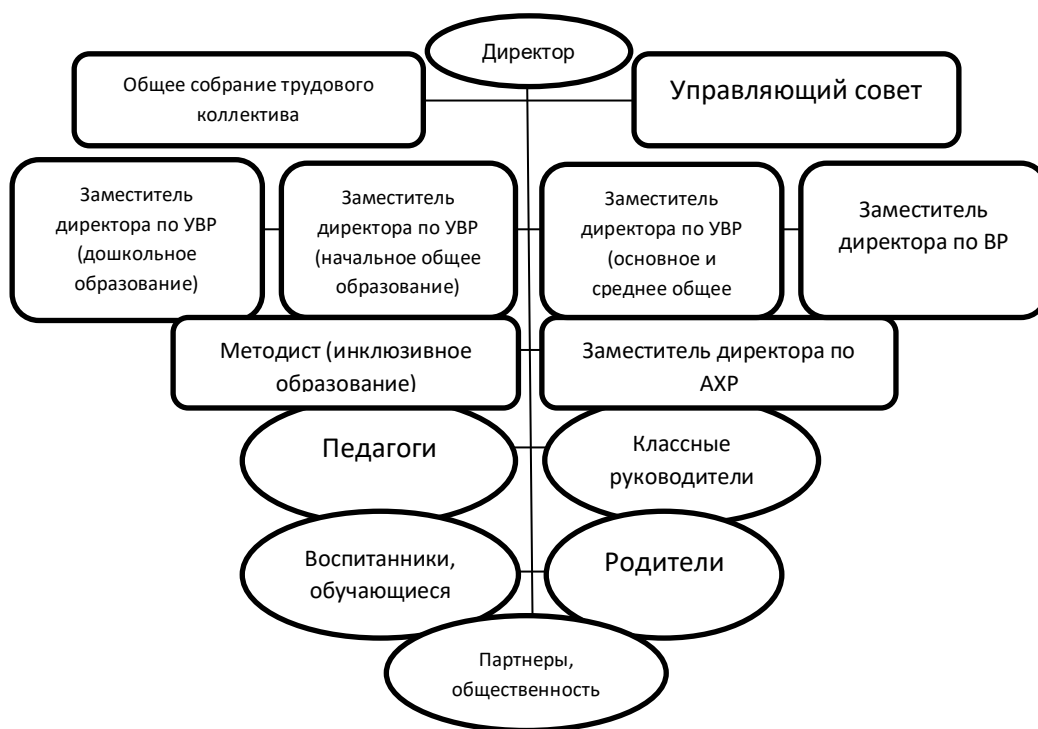 Директор
Общее собрание трудового
коллектива
Управляющий совет
Заместитель
директора по УВР
(дошкольное
образование)
Заместитель
директора по УВР
(начальное общее
образование)
Заместитель
директора по УВР
(основное и
среднее общее
Заместитель
директора по ВР
Методист (инклюзивное
образование)
Заместитель директора по
АХР
Педагоги
Классные
руководители
Воспитанники,
обучающиеся
Родители
Партнеры,
общественность